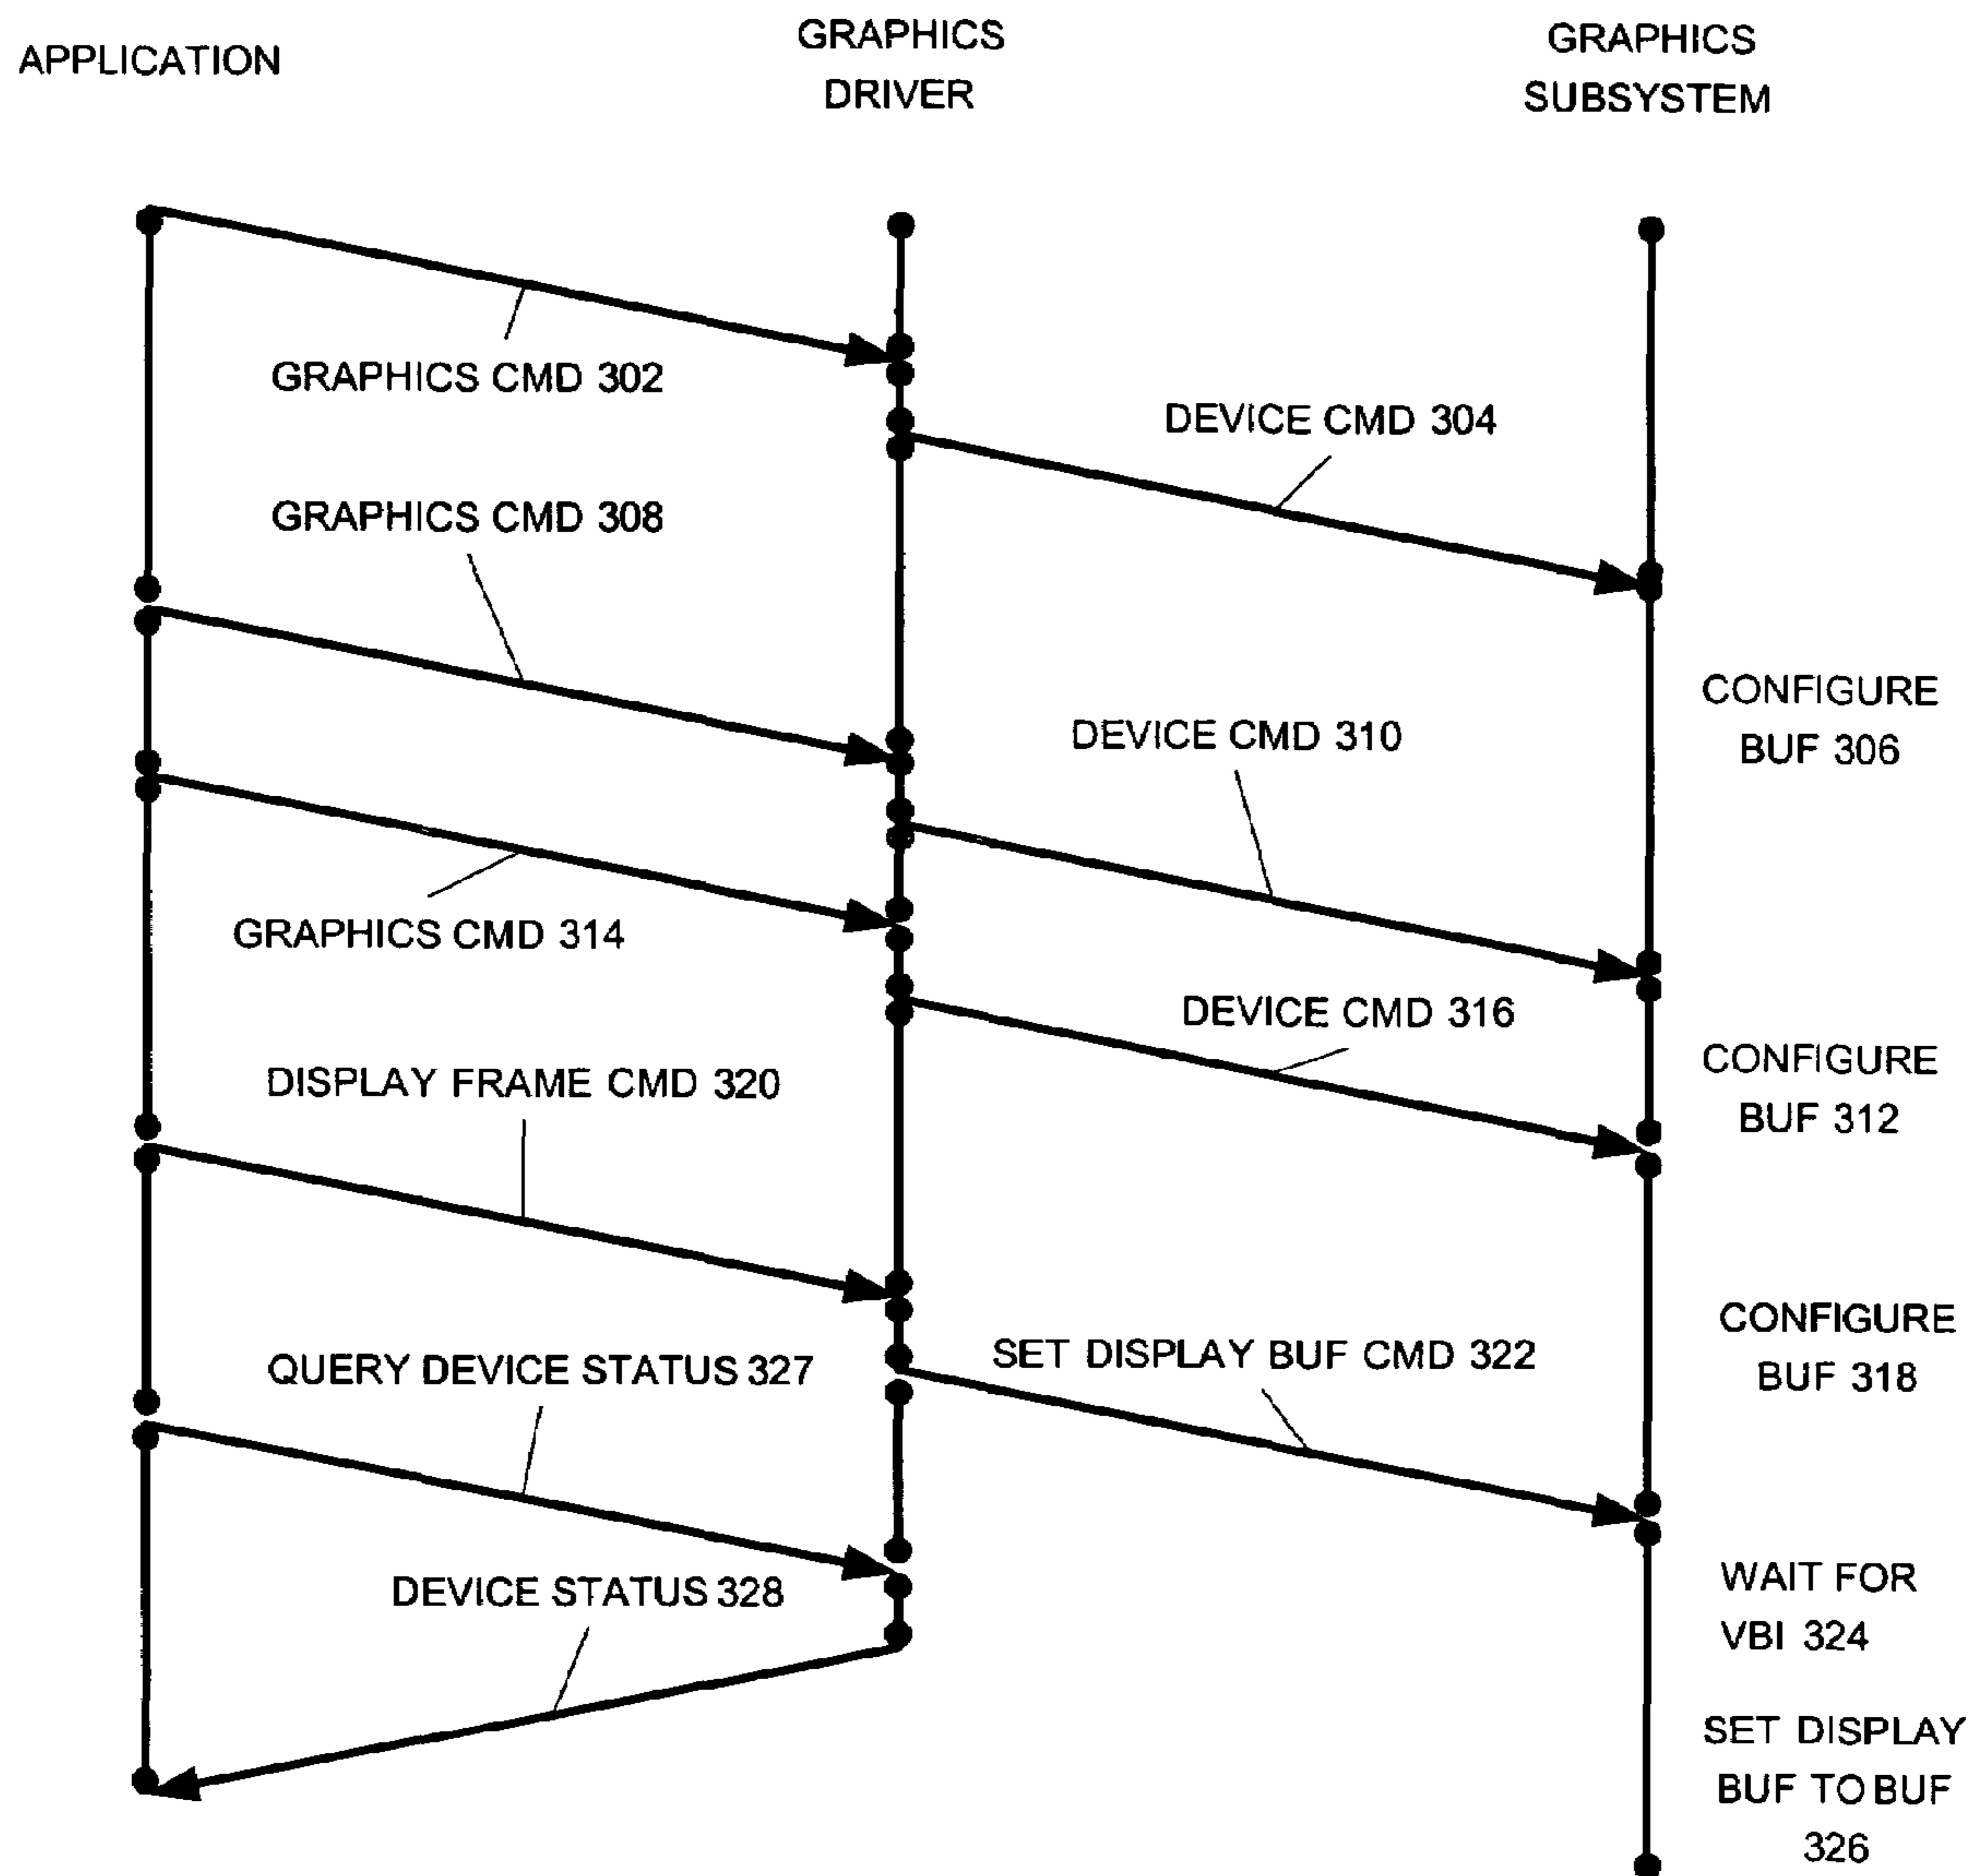 APPLICATION
GRAPHICS
DRIVER
GRAPHICS
SUBSYSTEM
GRAPHICS CMD 302
DEVICE CMD 304
GRAPHICS CMD 308
CONFIGURE
BUF 306
DEVICE CMD 310
GRAPHICS CMD 314
DEVICE CMD 316
CONFIGURE
BUF 312
DISPLAY FRAME CMD 320
SET DISPLAY BUF CMD 322
CONFIGURE
BUF 318
QUERY DEVICE STATUS 327
DEVICE STATUS 328
WAIT FOR
VBI 324
SET DISPLAY
BUF TO BUF
326